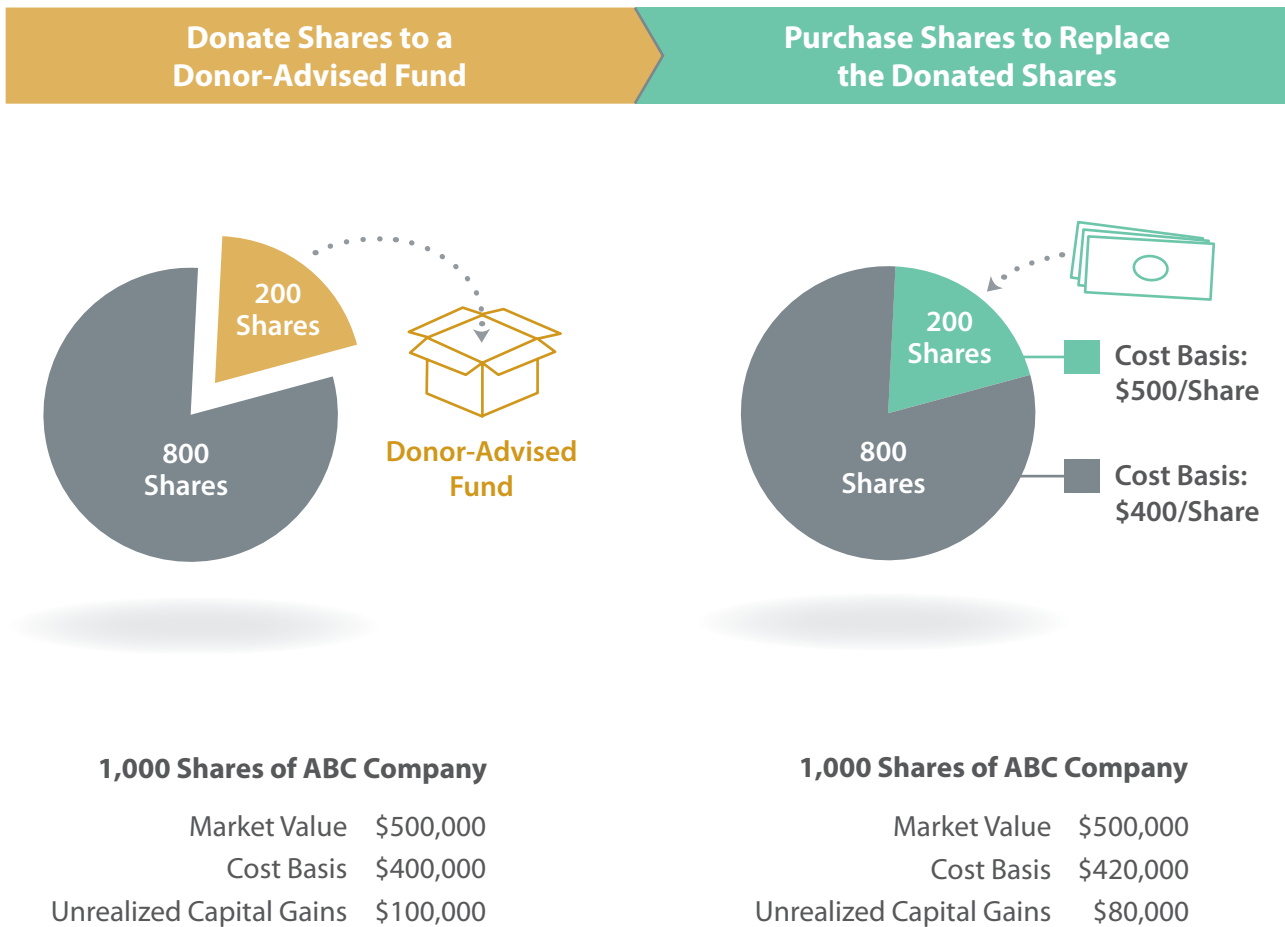 Donate Shares to a
Donor-Advised Fund
Purchase Shares to Replace
the Donated Shares
200
Shares
800
Shares
Donor-Advised
Fund
200
Shares
800
Shares
Cost Basis:
$500/Share
Cost Basis:
$400/Share
1,000 Shares of ABC Company
Market Value $500,000
Cost Basis $400,000
Unrealized Capital Gains $100,000
1,000 Shares of ABC Company
Market Value $500,000
Cost Basis $420,000
Unrealized Capital Gains $80,000